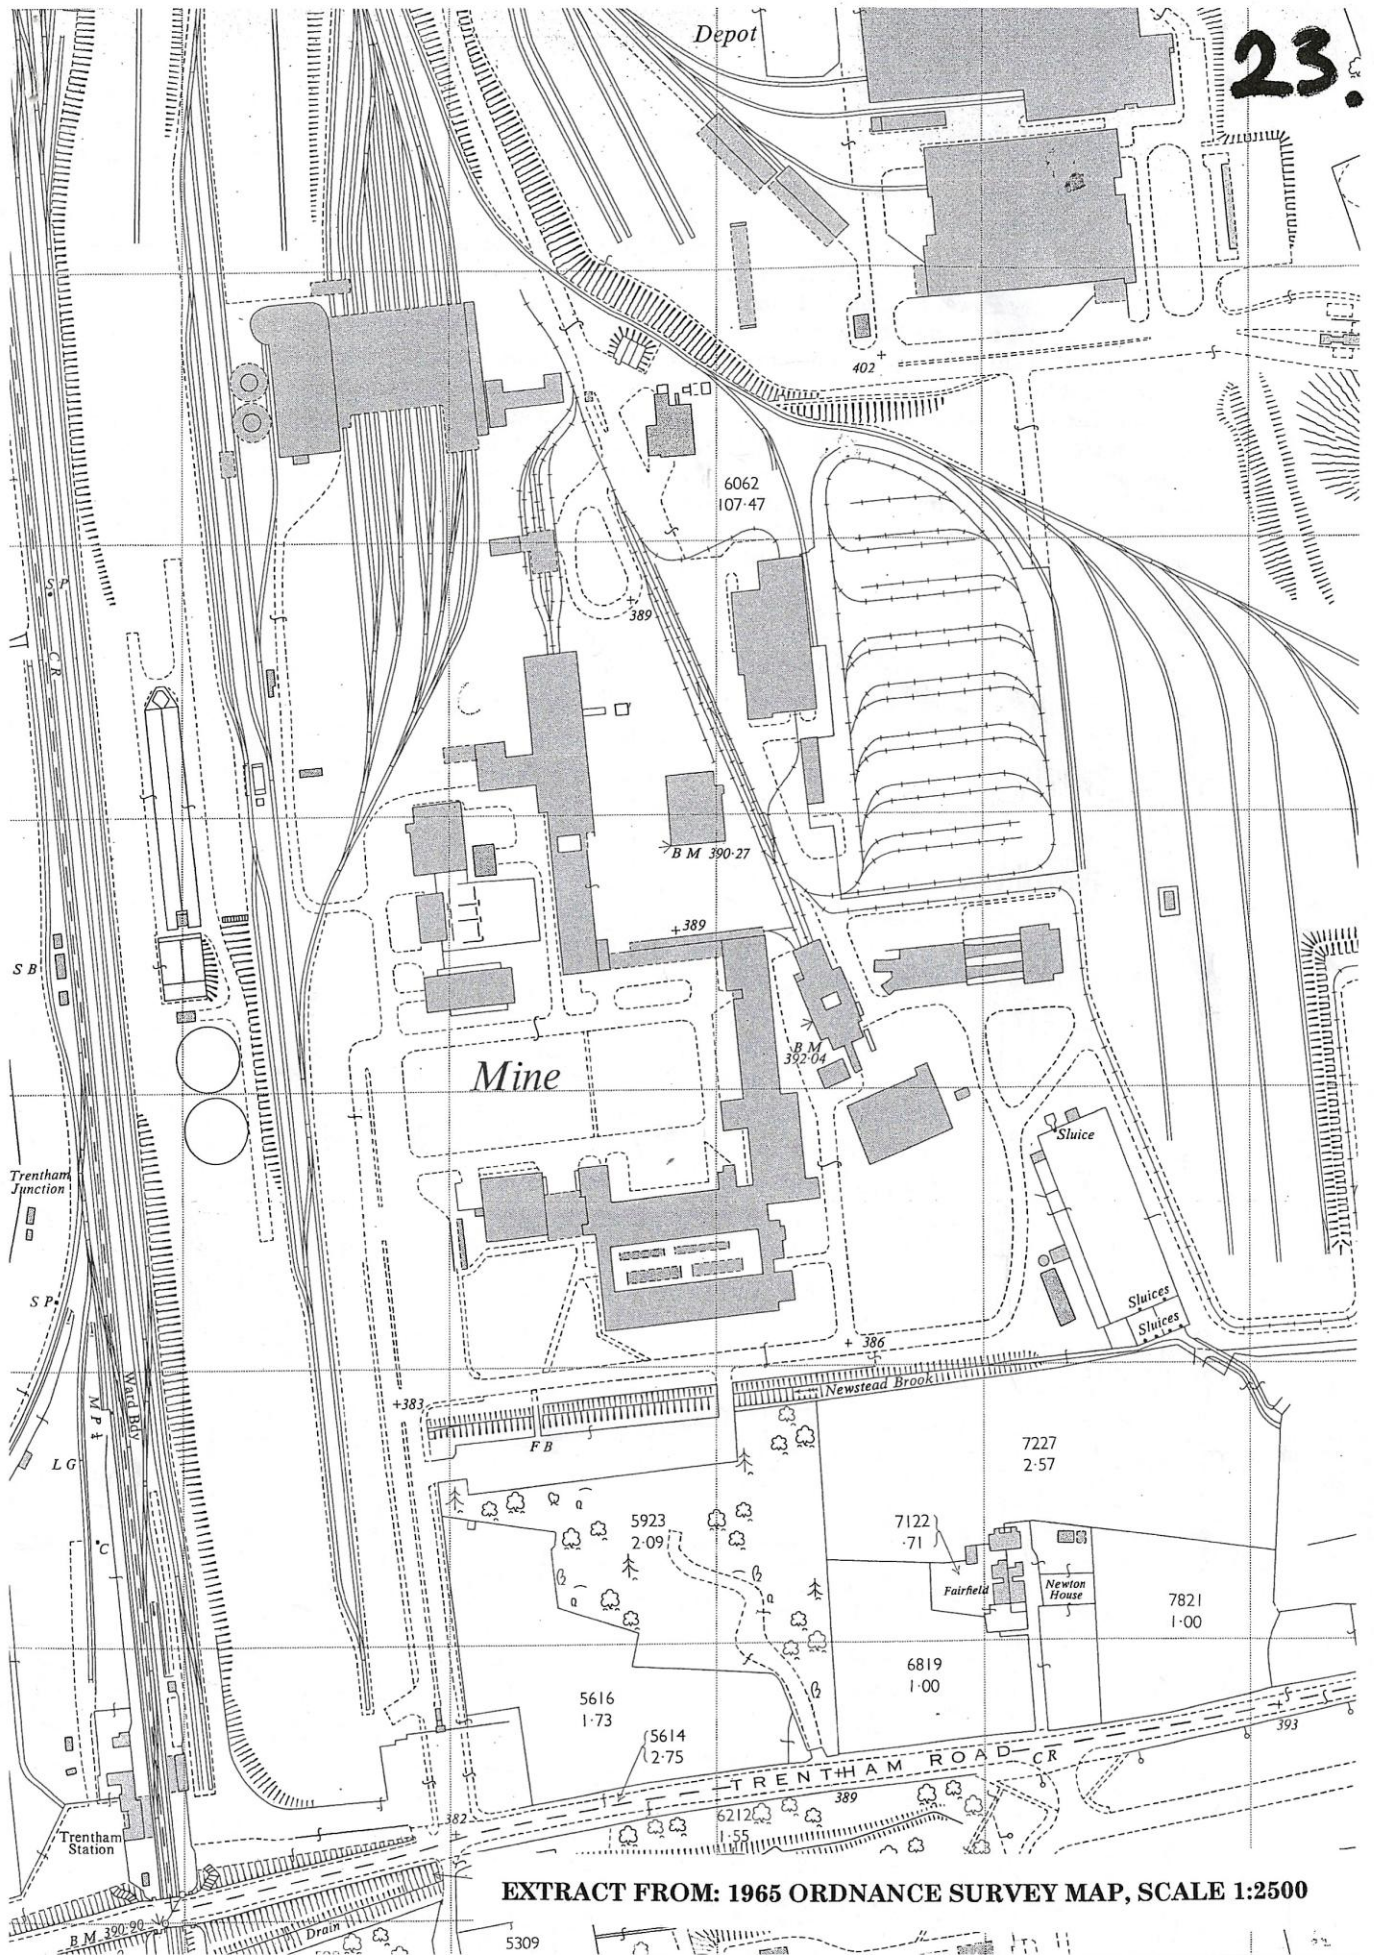 Depot
23.
402
6062
107·47
S P
389
C R
B M 390·27
389
S B
B M
392·04
Mine
Sluice
Trentham
Junction
Sluices
Sluices
S P
386
Newstead Brook
Ward Bdy
M P
+383
F B
L G
7227
2·57
5923
2·09
7122
·71
C
Fairfield
Newton
House
7821
1·00
6819
1·00
5616
1·73
393
5614
2·75
TRENTHAM ROAD
CR
389
382
6212
1·55
Trentham
Station
EXTRACT FROM: 1965 ORDNANCE SURVEY MAP, SCALE 1:2500
B M 390·90
Drain
5309